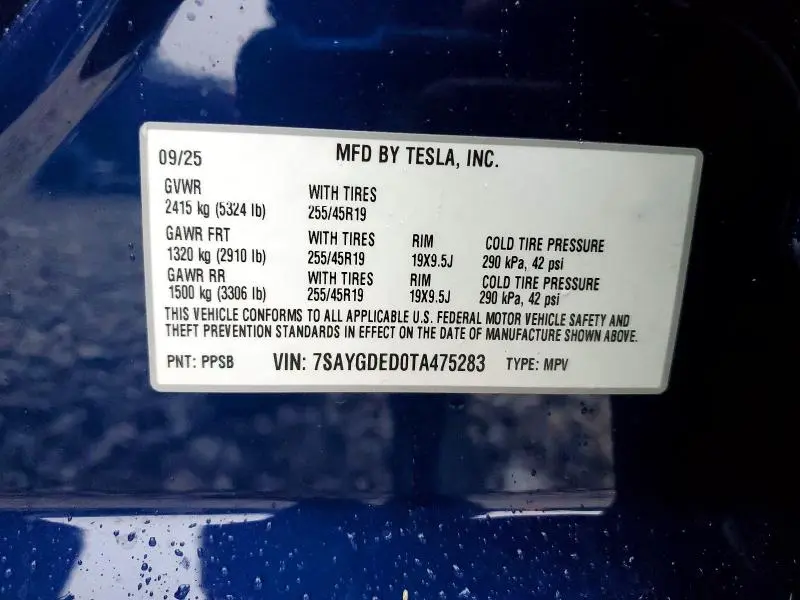 09/25 MFD BY TESLA, INC.
GVWR WITH TIRES
2415 kg (5324 lb) 255/45R19
GAWR FRT WITH TIRES RIM COLD TIRE PRESSURE
1320 kg (2910 lb) 255/45R19 19X9.5J 290 kPa, 42 psi
GAWR RR WITH TIRES RIM COLD TIRE PRESSURE
1500 kg (3306 lb) 255/45R19 19X9.5J 290 kPa, 42 psi
THIS VEHICLE CONFORMS TO ALL APPLICABLE U.S. FEDERAL MOTOR VEHICLE SAFETY AND
THEFT PREVENTION STANDARDS IN EFFECT ON THE DATE OF MANUFACTURE SHOWN ABOVE.
PNT: PPSB VIN: 7SAYGDED0TA475283 TYPE: MPV